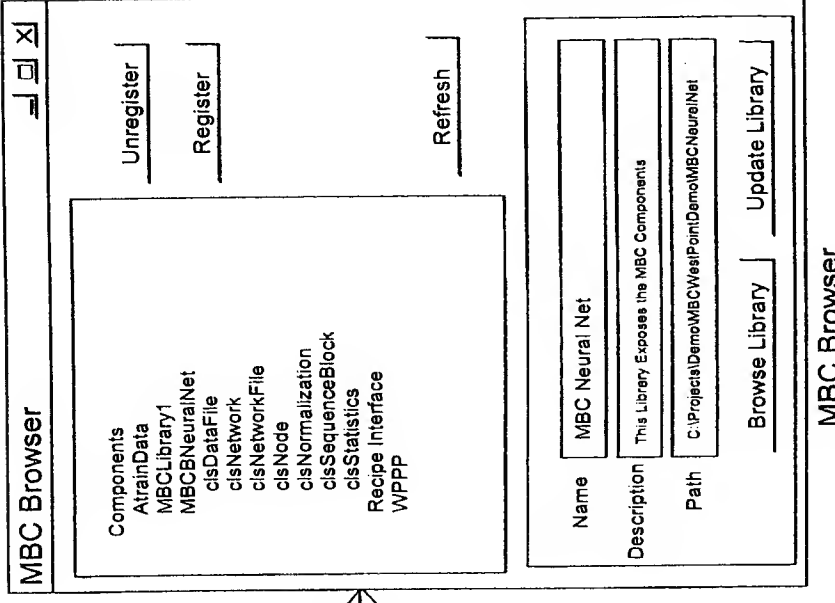 MBC Browser
Components
AtrainData
MBCLibrary1
MBCBNeuralNet
clsDataFile
clsNetwork
clsNetworkFile
clsNode
clsNormalization
clsSequenceBlock
clsStatistics
Recipe Interface
WPPP
Unregister
Register
Refresh
Name MBC Neural Net
Description This Library Exposes the MBC Components
Path C:\Projects\Demo\MBCWestPointDemo\MBCNeuralNet
Browse Library Update Library
MBC Browser